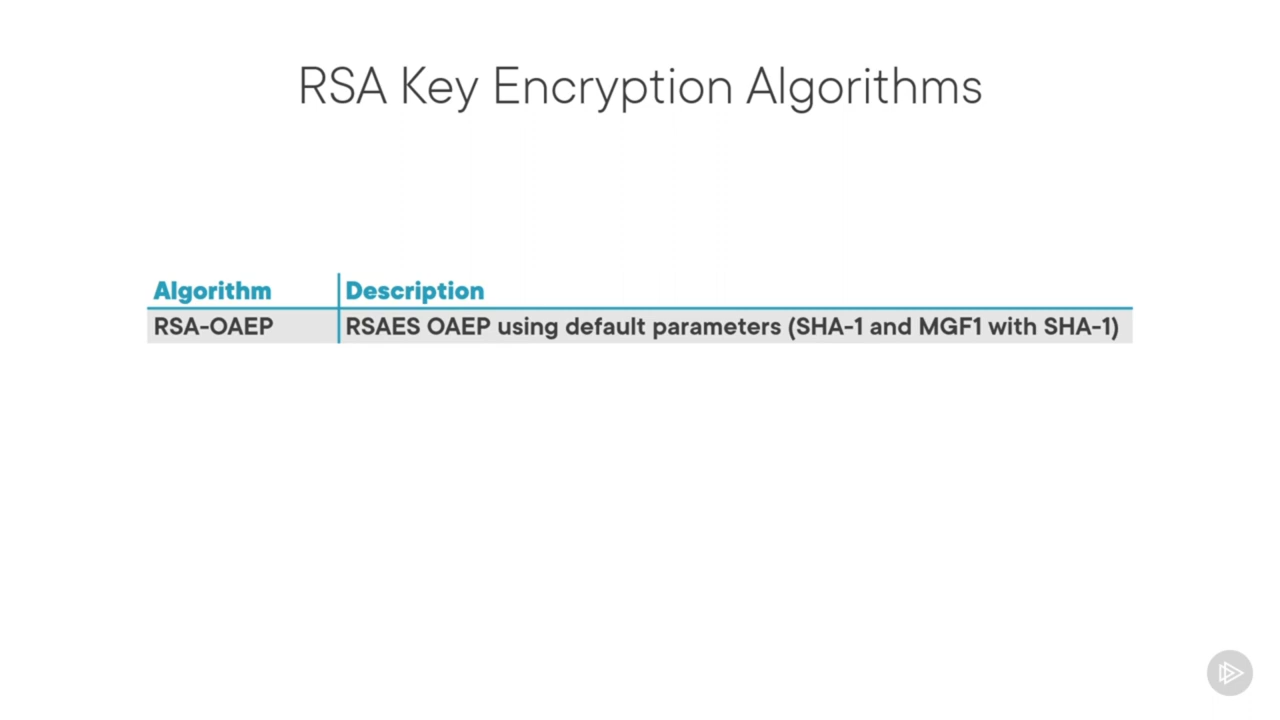 RSA Key Encryption Algorithms
Algorithm Description
RSA-OAEP RSAES OAEP using default parameters (SHA-1 and MGF1 with SHA-1)